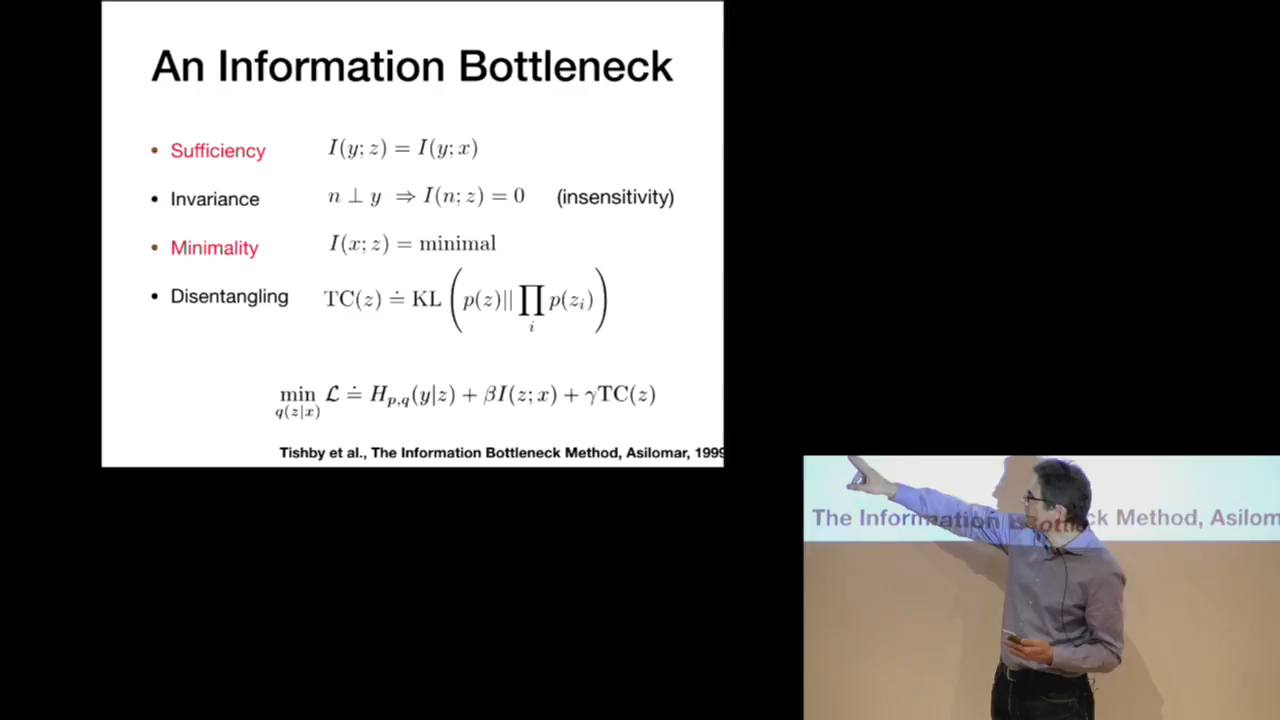 An Information Bottleneck
• Sufficiency I(y; z) = I(y; x)
• Invariance n ⊥ y ⇒ I(n; z) = 0 (insensitivity)
• Minimality I(x; z) = minimal
• Disentangling TC(z) ≐ KL ( p(z)|| ∏_i p(z_i) )
min_{q(z|x)} ℒ ≐ H_{p,q}(y|z) + βI(z; x) + γTC(z)
Tishby et al., The Information Bottleneck Method, Asilomar, 1999
The Information Bottleneck Method, Asilom